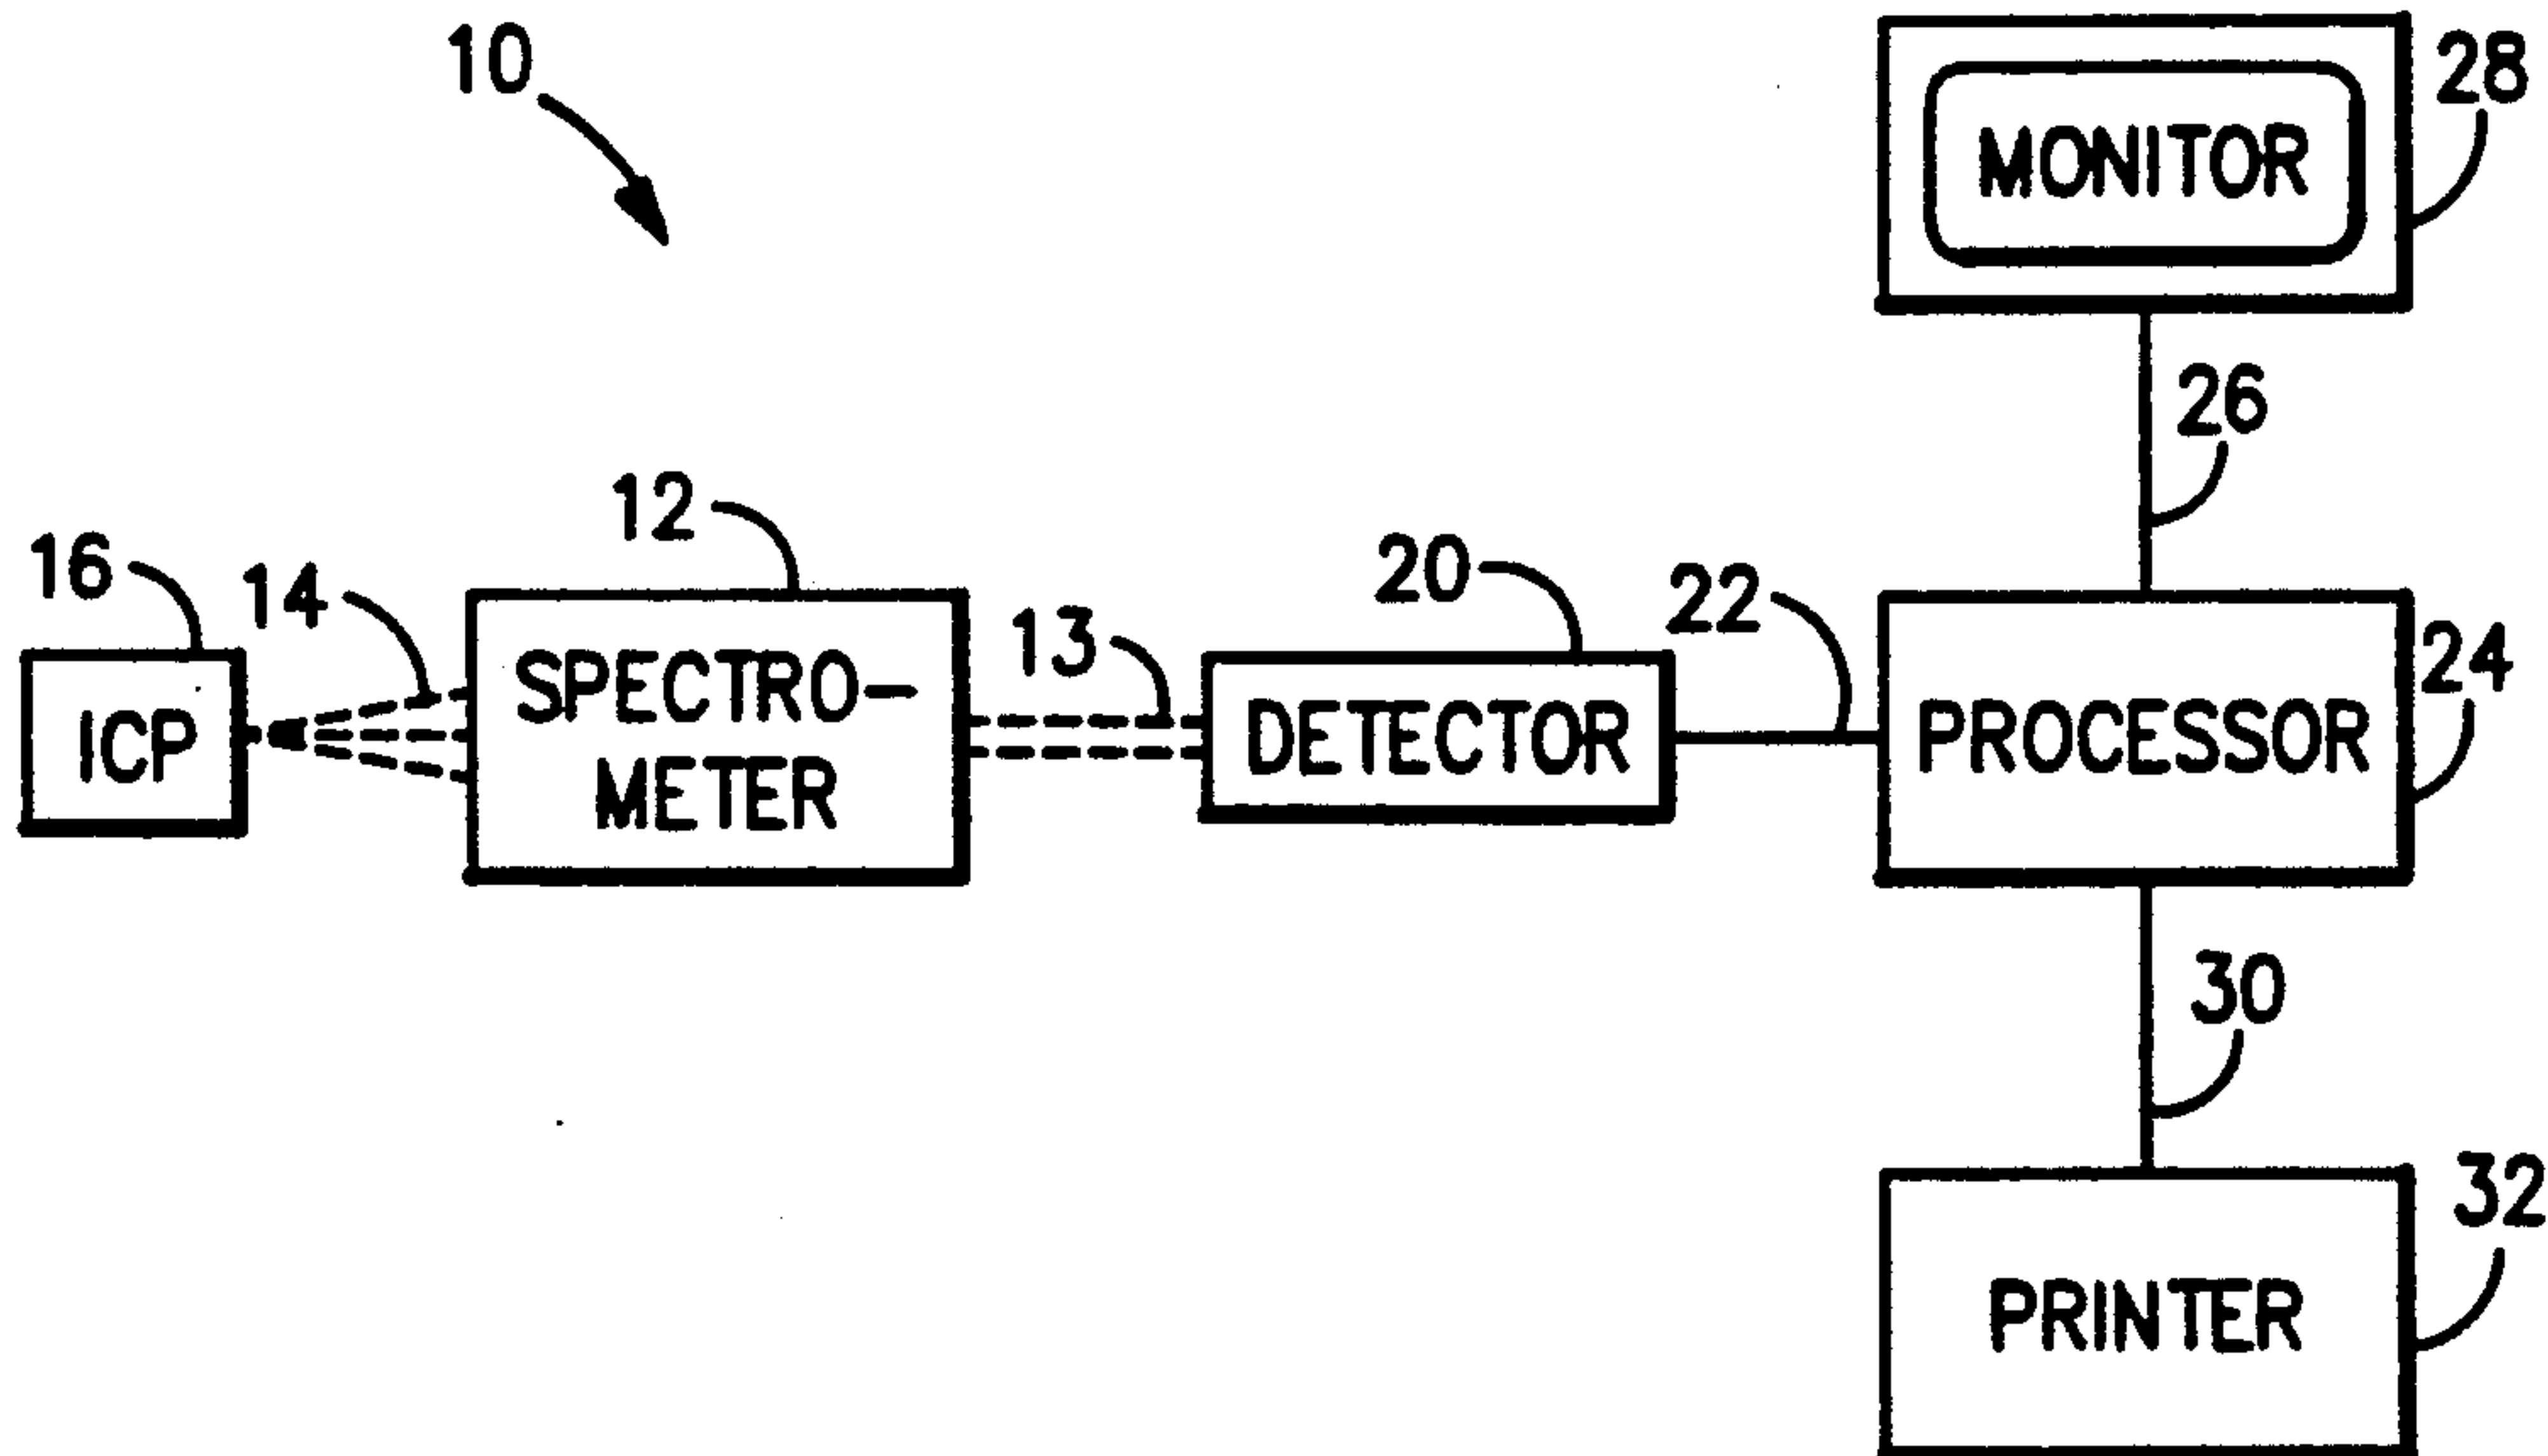 10
28
MONITOR
26
12
16
14
20
22
13
24
SPECTRO-
METER
ICP
DETECTOR
PROCESSOR
30
32
PRINTER